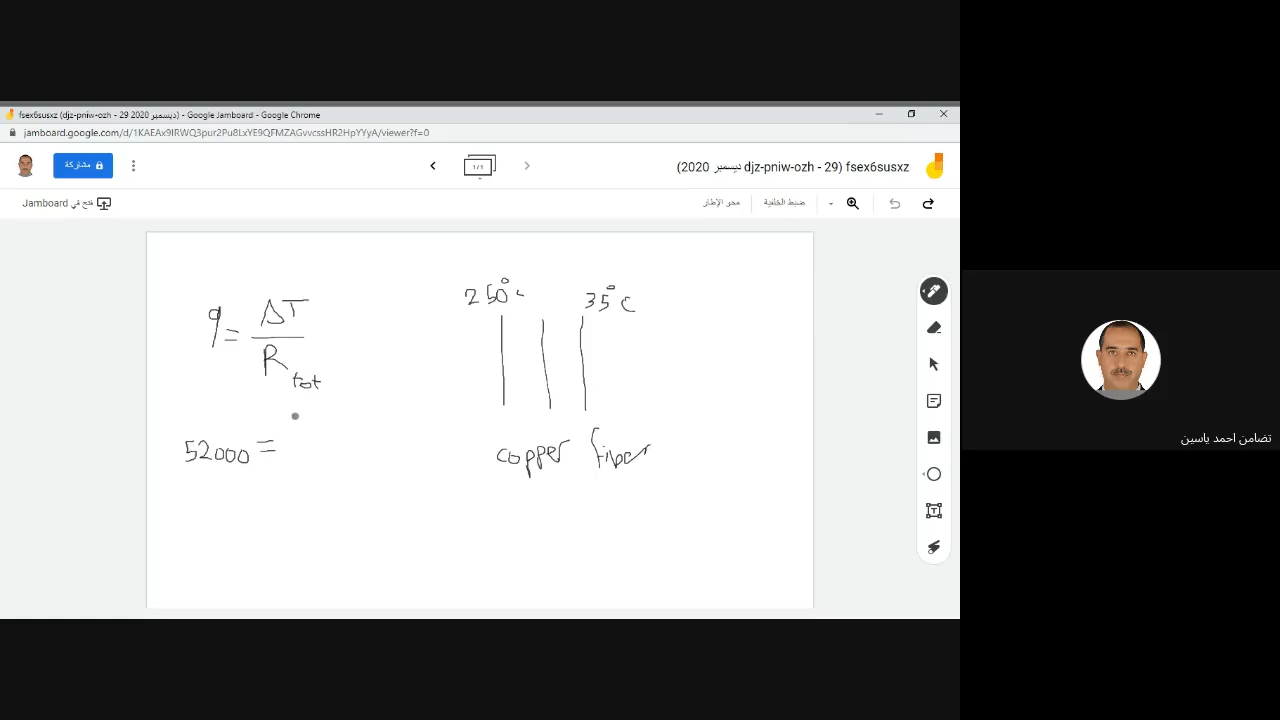 fsex6susxz (djz-pniw-ozh - 29 ديسمبر 2020) - Google Jamboard - Google Chrome
jamboard.google.com/d/1KAEAx9IRWQ3pur2Pu8LxYE9QFMZAGvvcssHR2HpYYyA/viewer?f=0
مشاركة
1/1
fsex6susxz (djz-pniw-ozh - 29 ديسمبر 2020)
فتح في Jamboard
محو الإطار
ضبط الخلفية
q = ΔT / R tot
250°C 35°C
52000 =
copper fiber
تضامن احمد ياسين